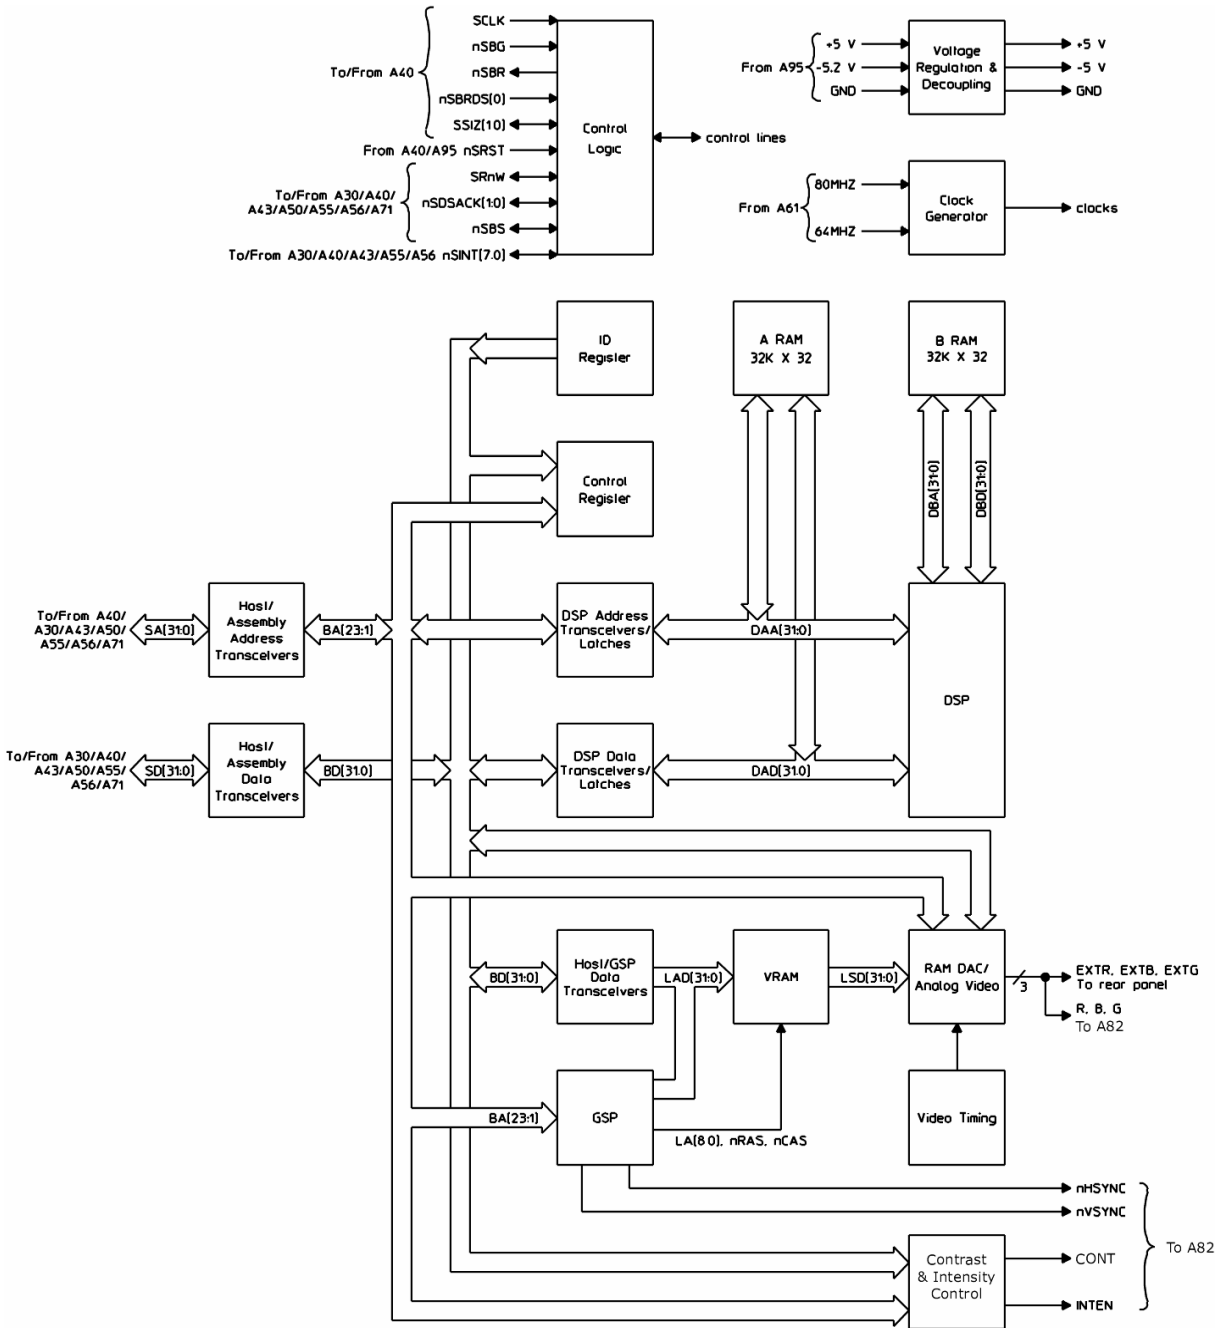 SCLK
nSBG
To/From A40
nSBR
nSBRDS[0]
SSIZ[10]
From A40/A95 nSRST
SRnW
To/From A30/A40/
A43/A50/A55/A56/A71
nSDSACK[1:0]
nSBS
To/From A30/A40/A43/A55/A56 nSINT[7.0]
Control
Logic
control lines
From A95
+5 V
-5.2 V
GND
Voltage
Regulation &
Decoupling
+5 V
-5 V
GND
From A61
80MHZ
64MHZ
Clock
Generator
clocks
ID
Register
A RAM
32K X 32
B RAM
32K X 32
Control
Register
DBA[31:0]
DBD[31:0]
To/From A40/
A30/A43/A50/
A55/A56/A71
SA[31:0]
Host/
Assembly
Address
Transceivers
BA[23:1]
DSP Address
Transceivers/
Latches
DAA[31:0]
DSP
To/From A30/A40/
A43/A50/A55/
A56/A71
SD[31:0]
Host/
Assembly
Data
Transceivers
BD[31.0]
DSP Data
Transceivers/
Latches
DAD[31.0]
BD[31:0]
Host/GSP
Data
Transceivers
LAD[31:0]
VRAM
LSD[31:0]
RAM DAC/
Analog Video
3
EXTR, EXTB, EXTG
To rear panel
R, B, G
To A82
BA[23:1]
GSP
LA[8 0], nRAS, nCAS
Video Timing
nHSYNC
nVSYNC
To A82
Contrast
& Intensity
Control
CONT
INTEN